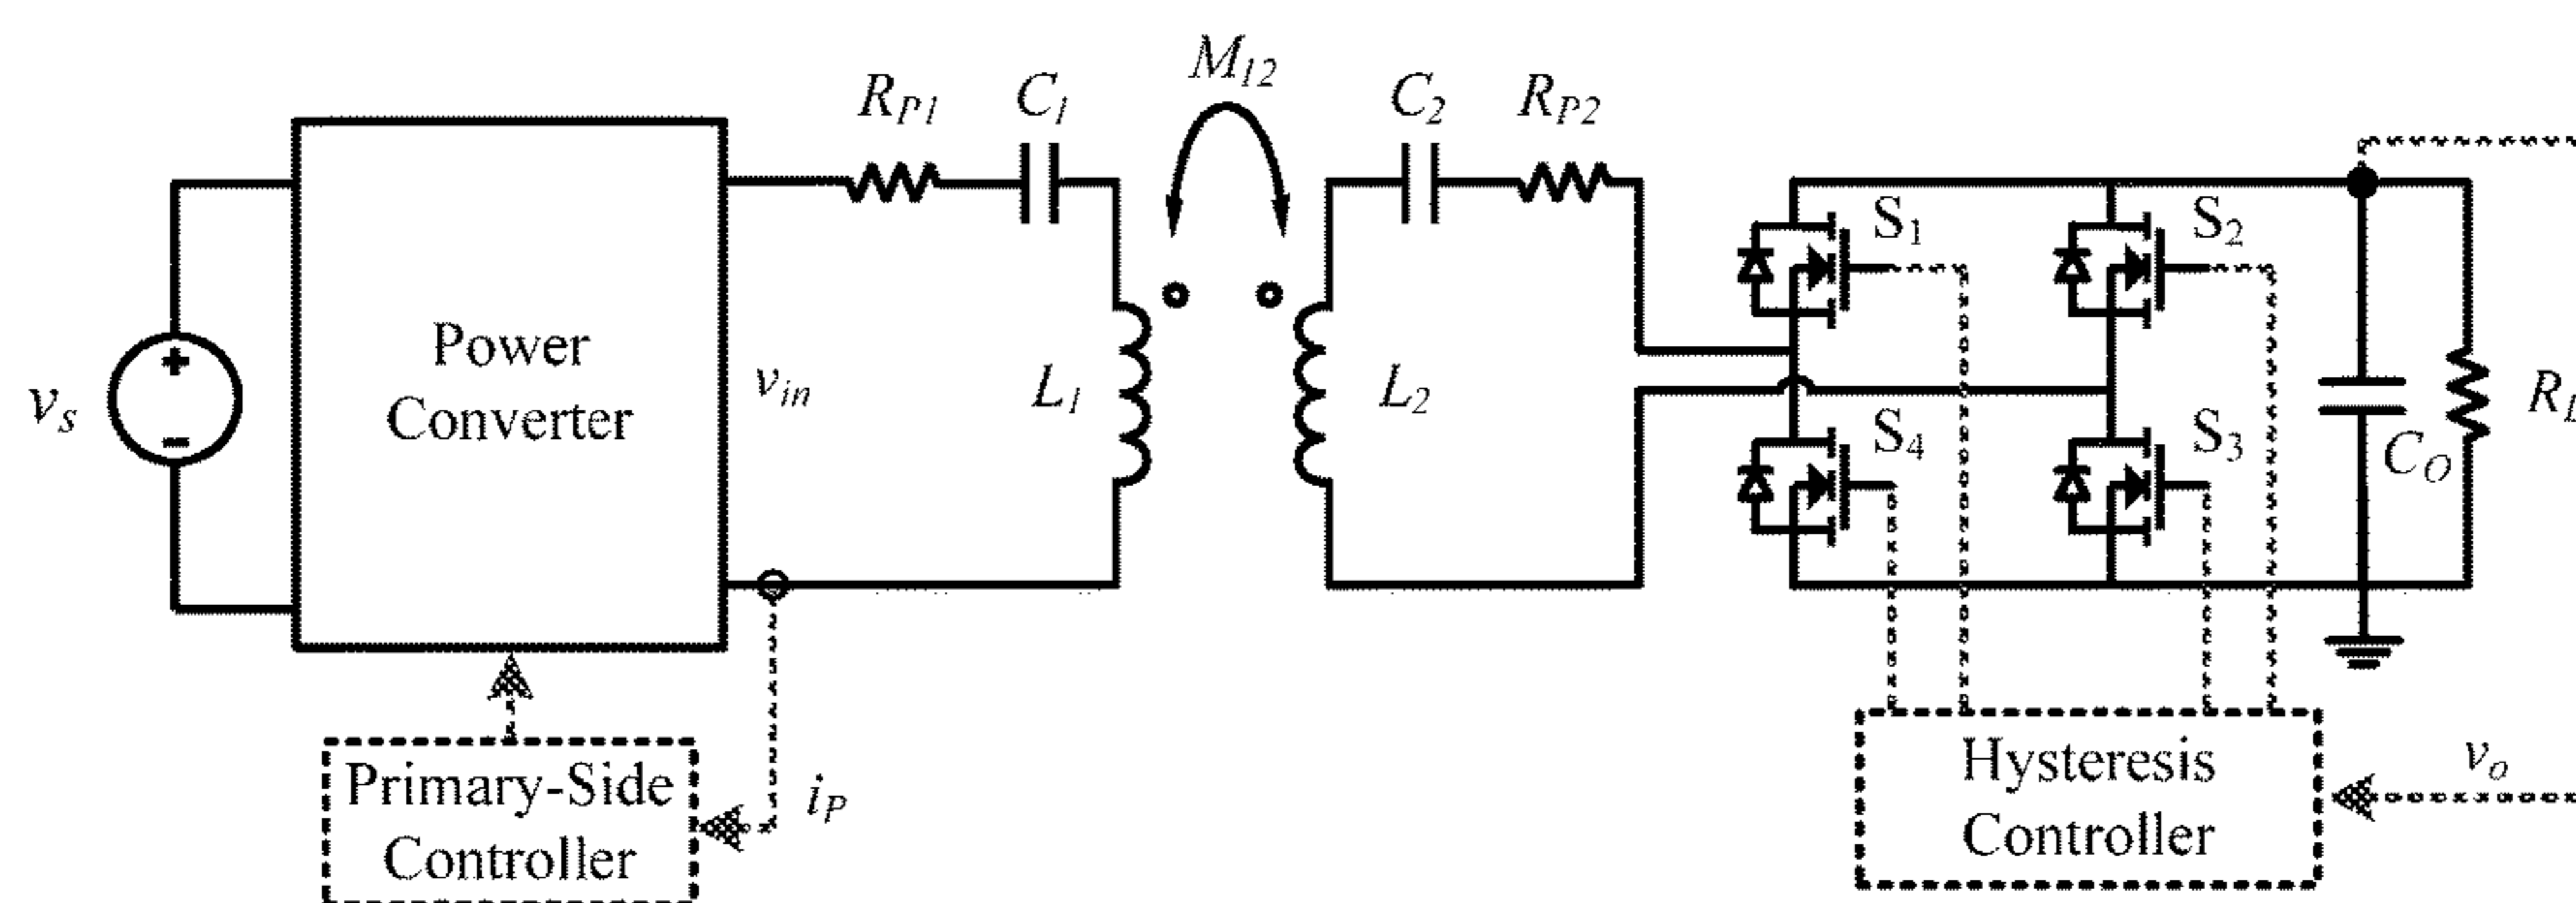 M12
RP1
C1
C2
RP2
S1
S2
Power
Converter
vS
+
−
vin
L1
L2
S4
S3
CO
Primary-Side
Controller
iP
Hysteresis
Controller
vo